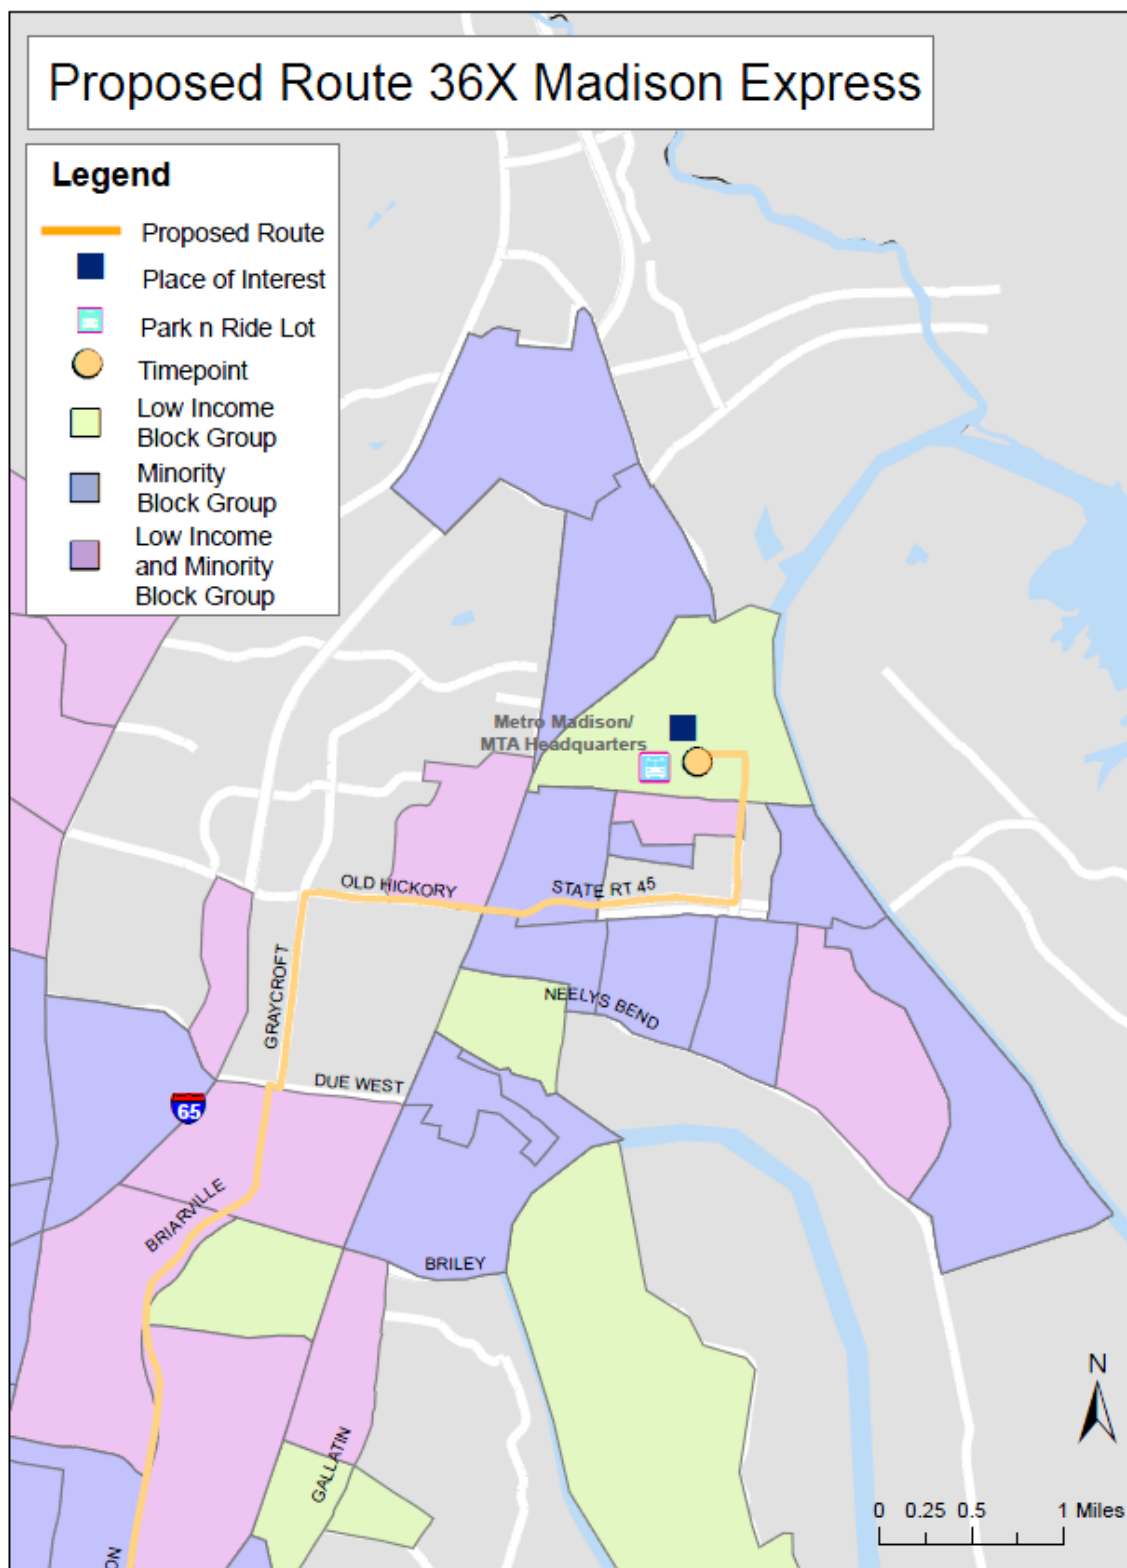 Proposed Route 36X Madison Express
Legend
Proposed Route
Place of Interest
Park n Ride Lot
Timepoint
Low Income
Block Group
Minority
Block Group
Low Income
and Minority
Block Group
Metro Madison/
MTA Headquarters
OLD HICKORY
STATE RT 45
GRAYCROFT
NEELYS BEND
DUE WEST
65
BRIARVILLE
BRILEY
GALLATIN
ON
N
0 0.25 0.5 1 Miles